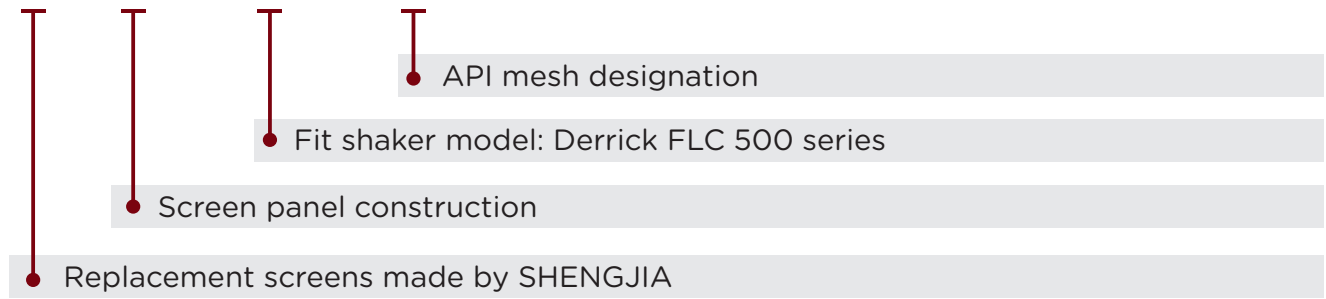 API mesh designation
Fit shaker model: Derrick FLC 500 series
Screen panel construction
Replacement screens made by SHENGJIA